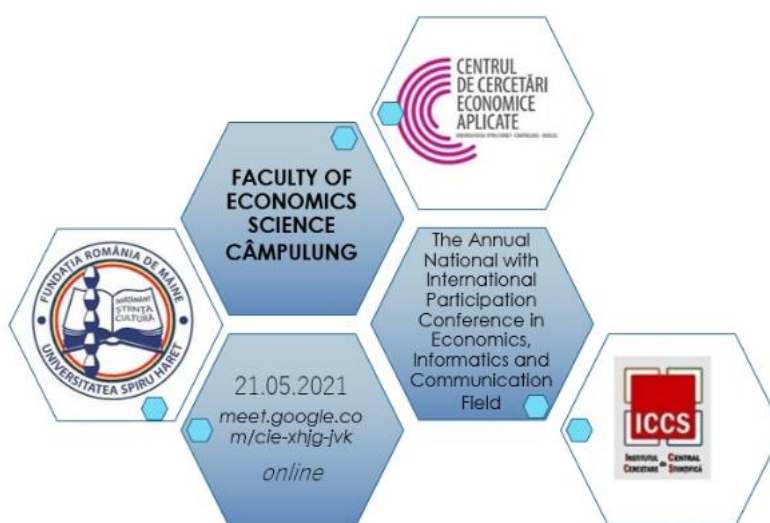 CENTRUL
DE CERCETĂRI
ECONOMICE
APLICATE
FACULTY OF
ECONOMICS
SCIENCE
CÂMPULUNG
The Annual
National with
International
Participation
Conference in
Economics,
Informatics and
Communication
Field
FUNDAȚIA ROMÂNIA DE MÂINE
ÎNVĂȚĂMÂNT
ȘTIINȚĂ
CULTURĂ
UNIVERSITATEA SPIRU HARET
21.05.2021
meet.google.co
m/cie-xhjg-jvk
online
ICCS
INSTITUTUL CENTRAL
de
CERCETARE ȘTIINȚIFICĂ